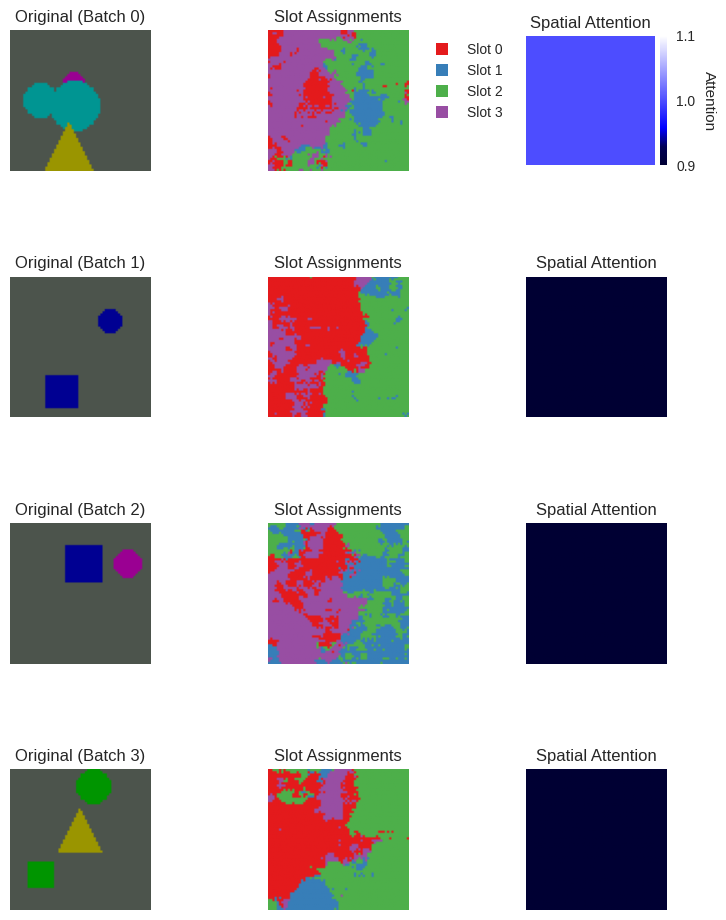 Original (Batch 0)
Slot Assignments
Slot 0
Slot 1
Slot 2
Slot 3
Spatial Attention
1.1
1.0
0.9
Attention
Original (Batch 1)
Slot Assignments
Spatial Attention
Original (Batch 2)
Slot Assignments
Spatial Attention
Original (Batch 3)
Slot Assignments
Spatial Attention